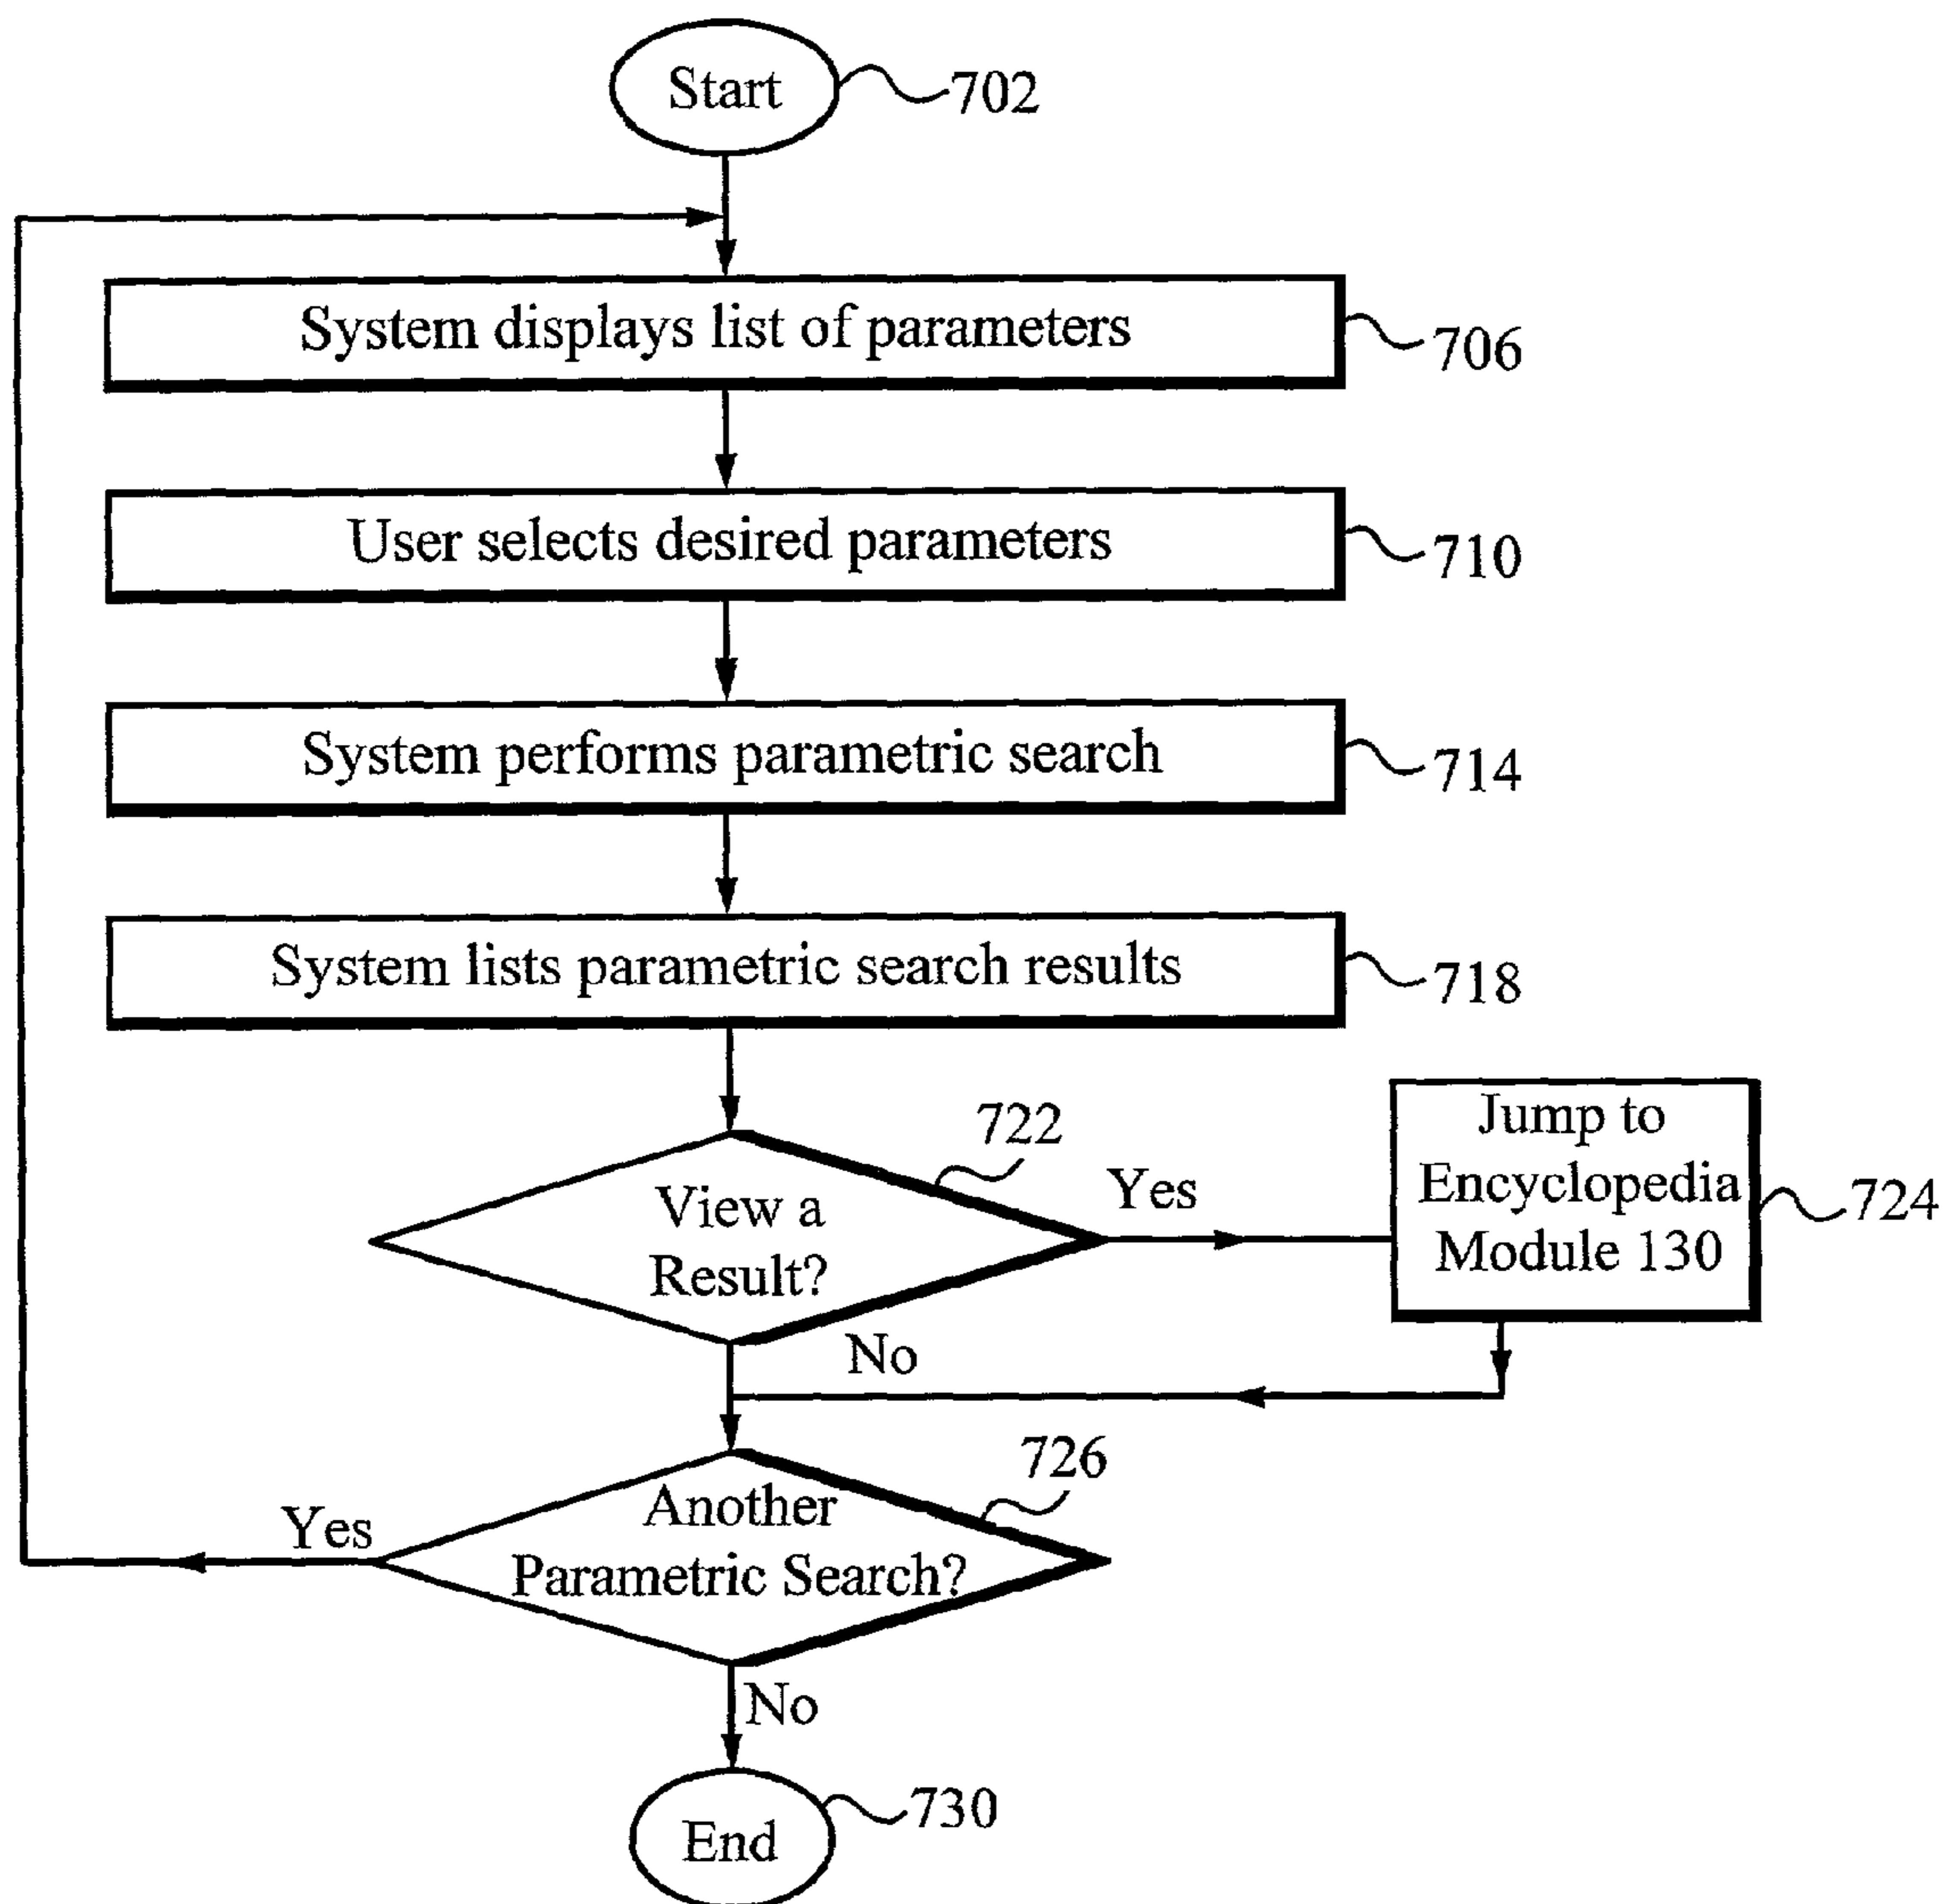 Start
702
System displays list of parameters
706
User selects desired parameters
710
System performs parametric search
714
System lists parametric search results
718
722
View a
Result?
Yes
Jump to
Encyclopedia
Module 130
724
No
726
Another
Parametric Search?
Yes
No
730
End